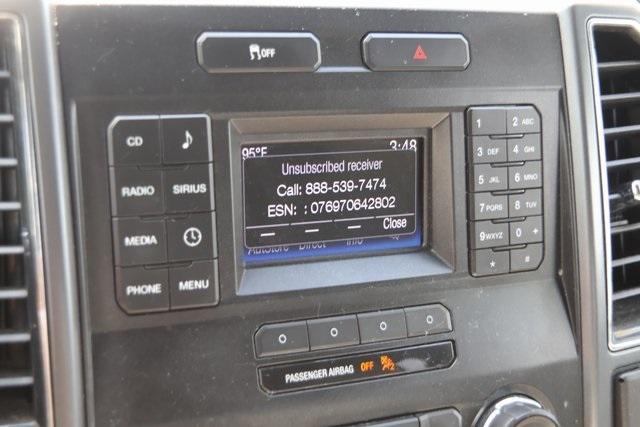 OFF
95°F 3:48
Unsubscribed receiver
Call: 888-539-7474
ESN: : 076970642802
Close
Autostore Direct Info
CD
RADIO SIRIUS
MEDIA
PHONE MENU
1 2 ABC
3 DEF 4 GHI
5 JKL 6 MNO
7 PQRS 8 TUV
9 WXYZ 0 +
* #
PASSENGER AIRBAG OFF 2